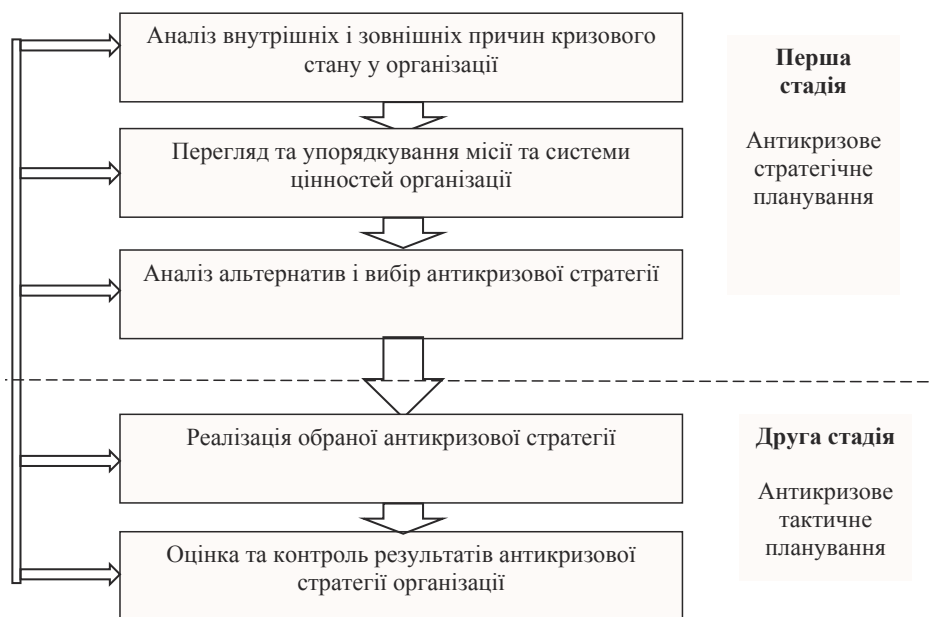 Аналіз внутрішніх і зовнішніх причин кризового
стану у організації
Перегляд та упорядкування місії та системи
цінностей організації
Аналіз альтернатив і вибір антикризової стратегії
Перша
стадія
Антикризове
стратегічне
планування
Реалізація обраної антикризової стратегії
Оцінка та контроль результатів антикризової
стратегії організації
Друга стадія
Антикризове
тактичне
планування